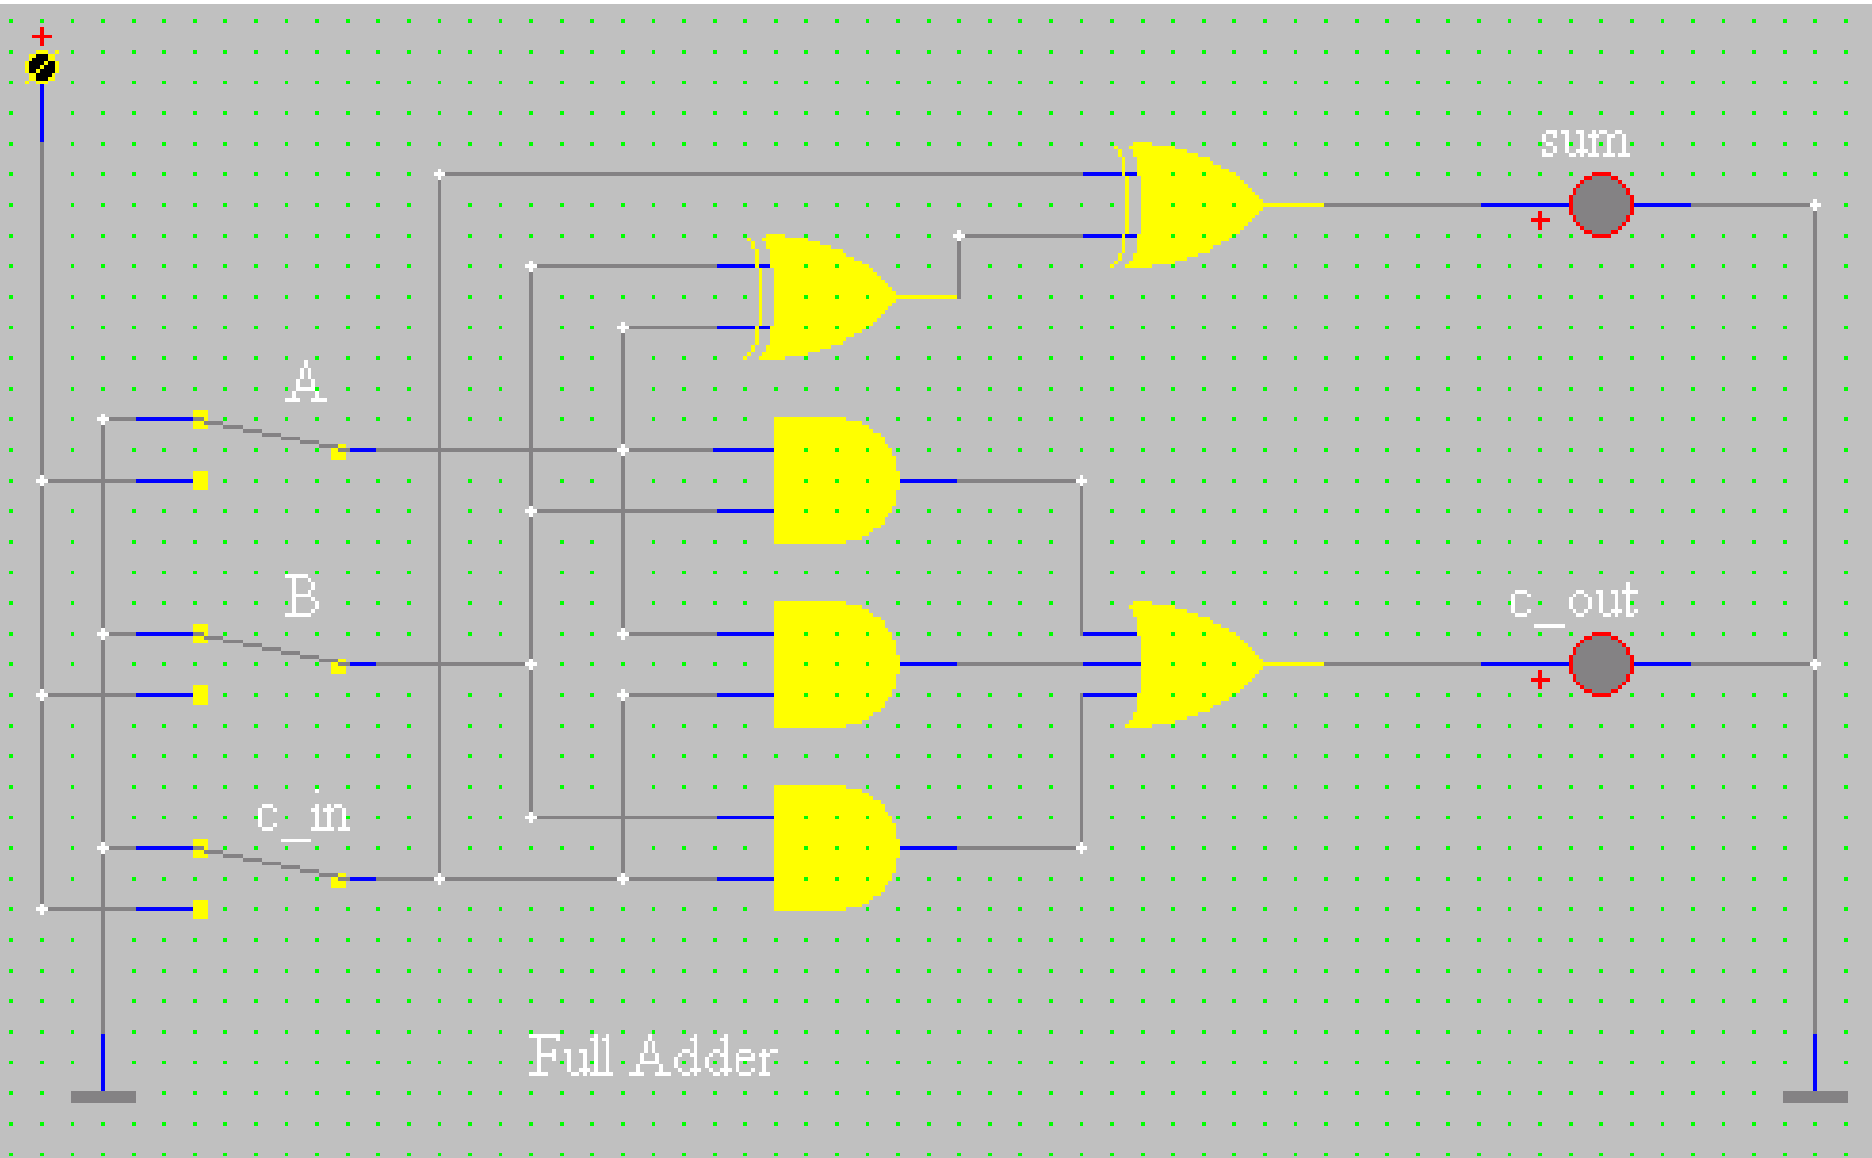 +
sum
+
A
B
c_out
+
c_in
Full Adder